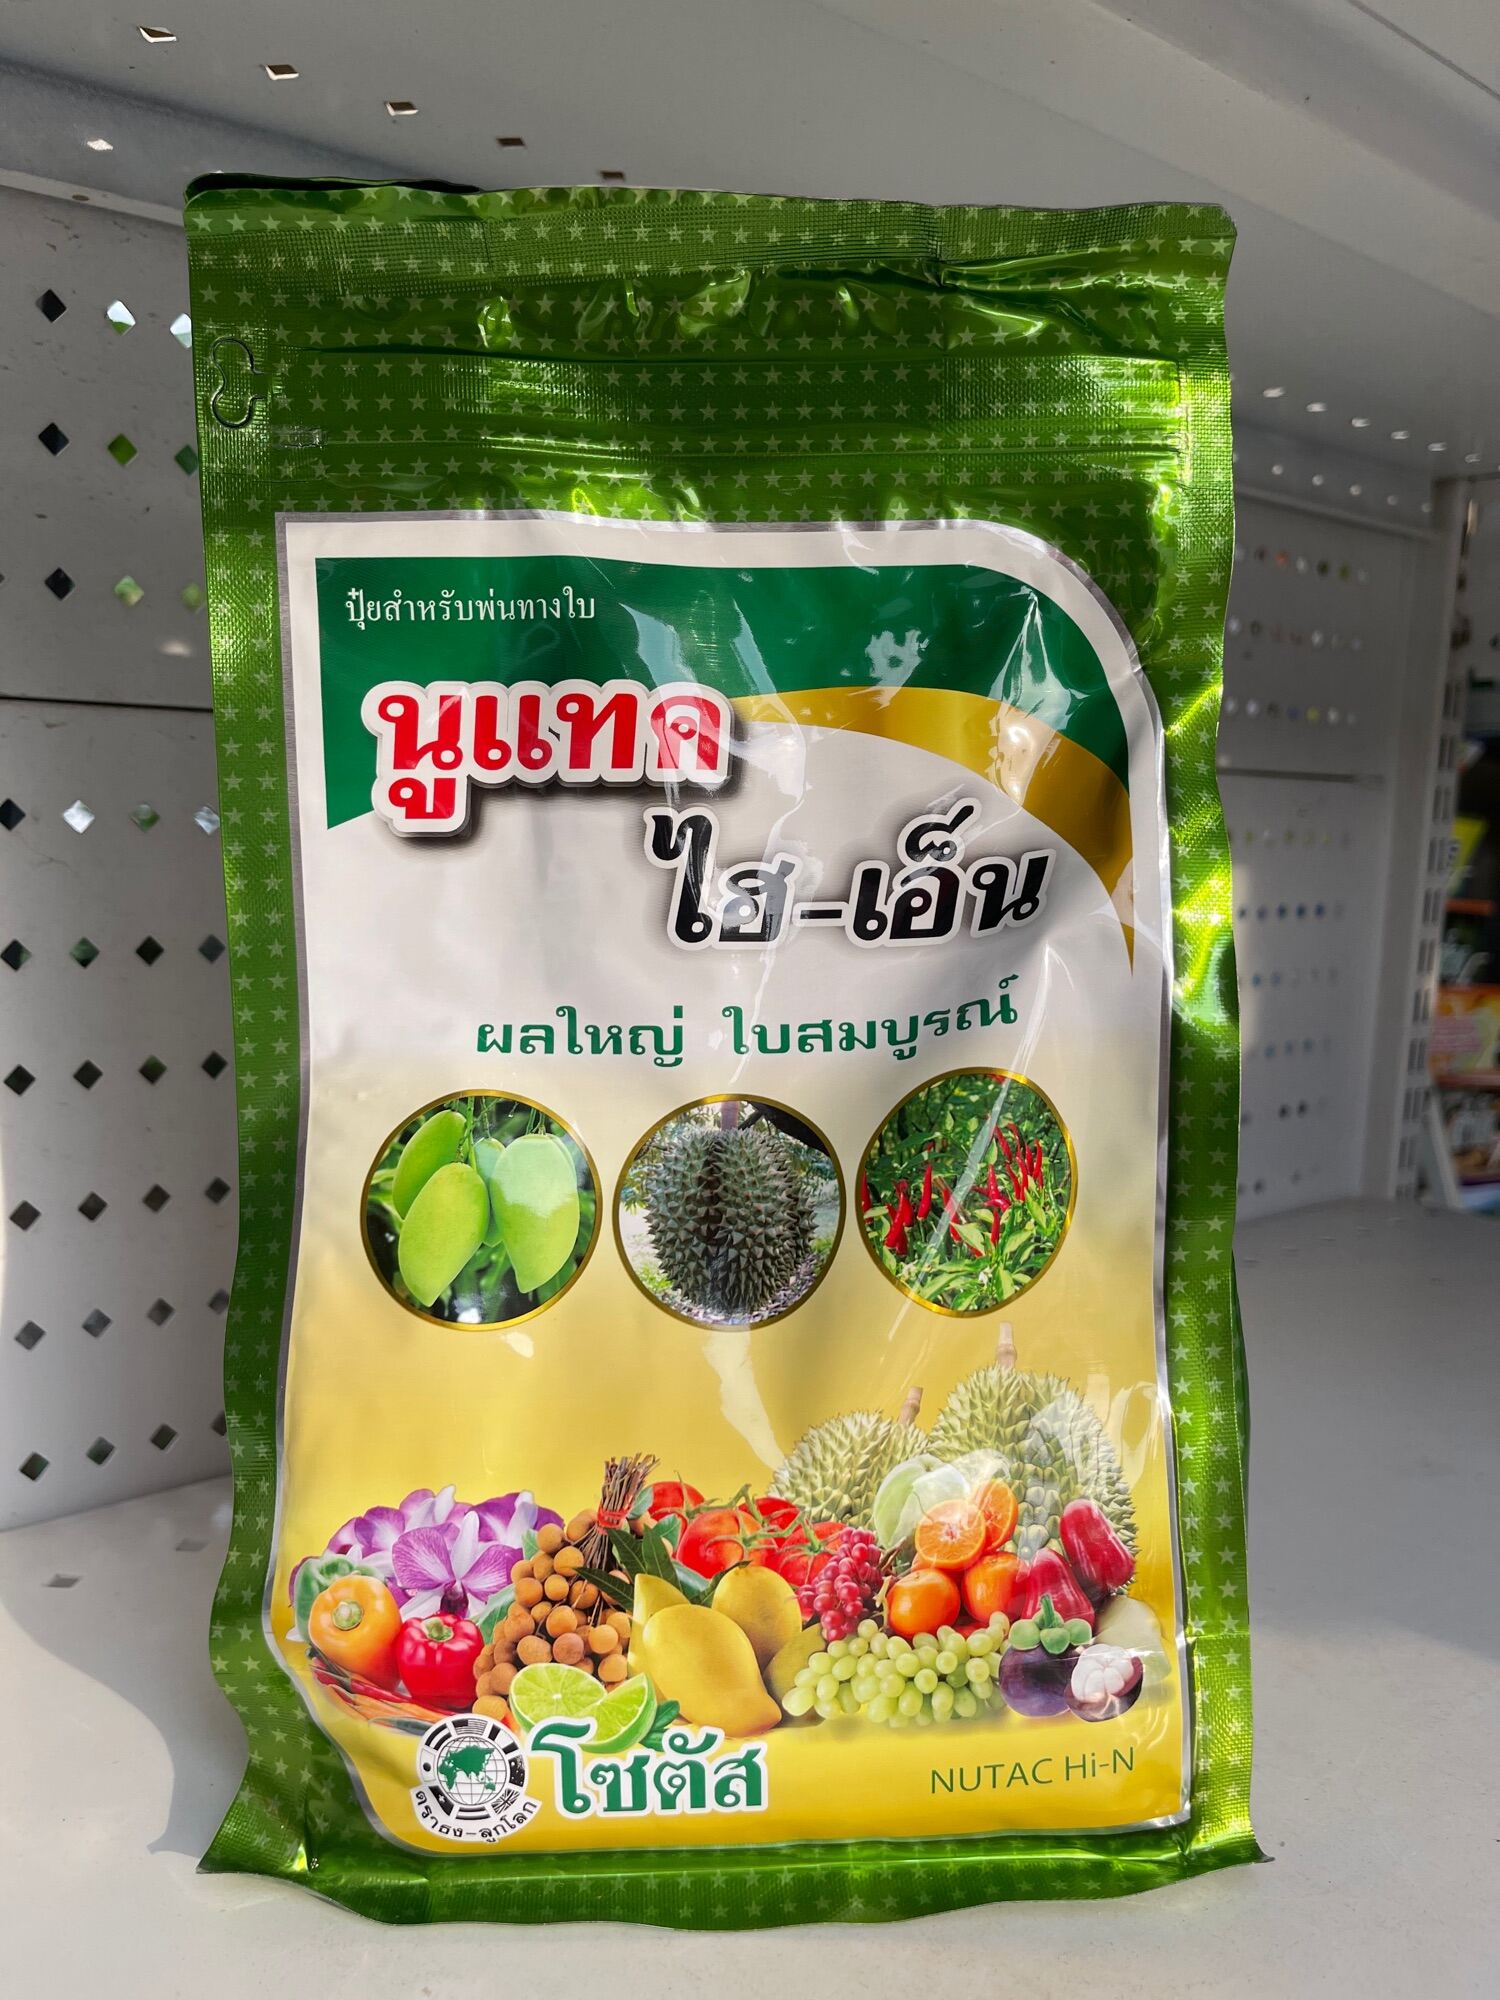 ปุ๋ยสำหรับพ่นทางใบ
นูแทค
ไฮ-เอ็น
ผลใหญ่ ใบสมบูรณ์
โซตัส
ตราธง-ลูกโลก
NUTAC Hi-N